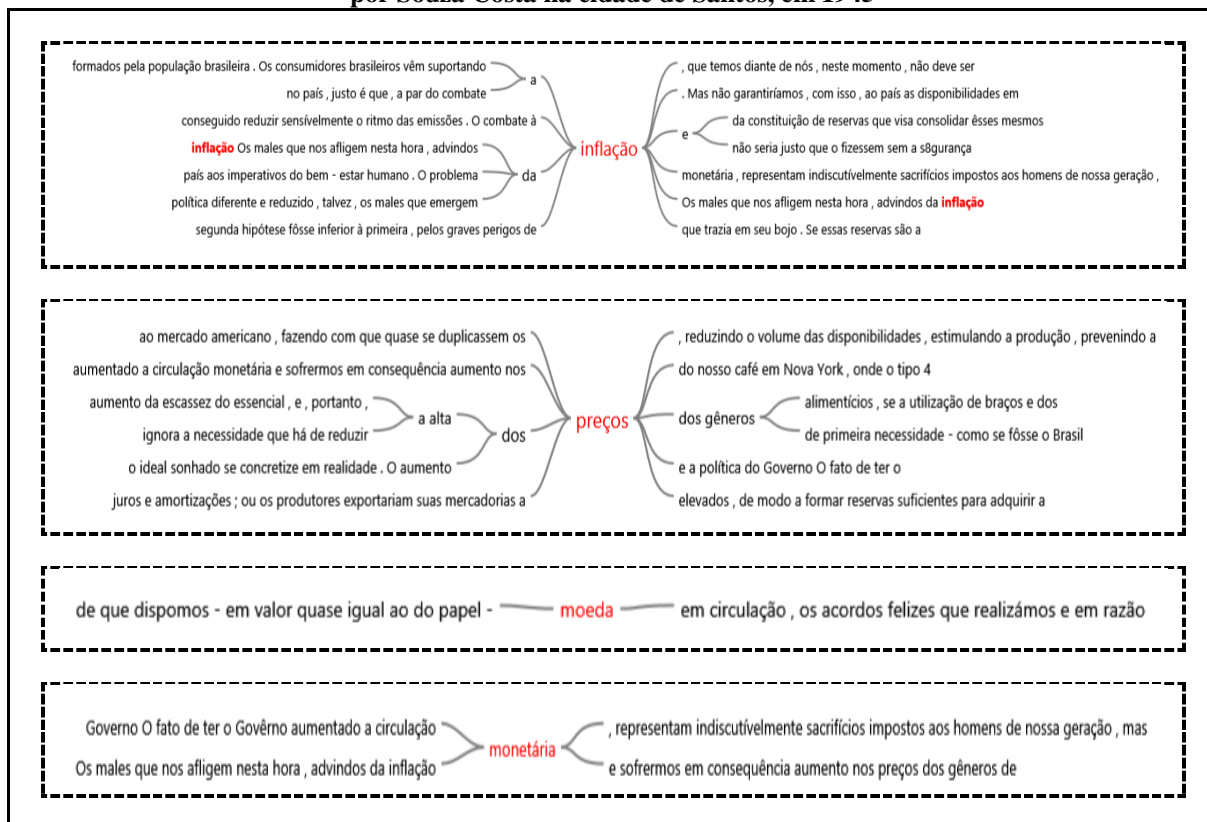 por Souza-Costa na cidade de Santos, em 1945
formados pela população brasileira . Os consumidores brasileiros vêm suportando
no país , justo é que , a par do combate
a
conseguido reduzir sensívelmente o ritmo das emissões . O combate à
inflação Os males que nos afligem nesta hora , advindos
país aos imperativos do bem - estar humano . O problema
política diferente e reduzido , talvez , os males que emergem
da
segunda hipótese fôsse inferior à primeira , pelos graves perigos de
inflação
, que temos diante de nós , neste momento , não deve ser
. Mas não garantiríamos , com isso , ao país as disponibilidades em
e
da constituição de reservas que visa consolidar êsses mesmos
não seria justo que o fizessem sem a s8gurança
monetária , representam indiscutívelmente sacrifícios impostos aos homens de nossa geração ,
Os males que nos afligem nesta hora , advindos da inflação
que trazia em seu bojo . Se essas reservas são a
ao mercado americano , fazendo com que quase se duplicassem os
aumentado a circulação monetária e sofrermos em consequência aumento nos
aumento da escassez do essencial , e , portanto ,
ignora a necessidade que há de reduzir
a alta
o ideal sonhado se concretize em realidade . O aumento
dos
juros e amortizações ; ou os produtores exportariam suas mercadorias a
preços
, reduzindo o volume das disponibilidades , estimulando a produção , prevenindo a
do nosso café em Nova York , onde o tipo 4
dos gêneros
alimentícios , se a utilização de braços e dos
de primeira necessidade - como se fôsse o Brasil
e a política do Governo O fato de ter o
elevados , de modo a formar reservas suficientes para adquirir a
de que dispomos - em valor quase igual ao do papel - moeda em circulação , os acordos felizes que realizámos e em razão
Governo O fato de ter o Govêrno aumentado a circulação
Os males que nos afligem nesta hora , advindos da inflação
monetária
, representam indiscutívelmente sacrifícios impostos aos homens de nossa geração , mas
e sofrermos em consequência aumento nos preços dos gêneros de